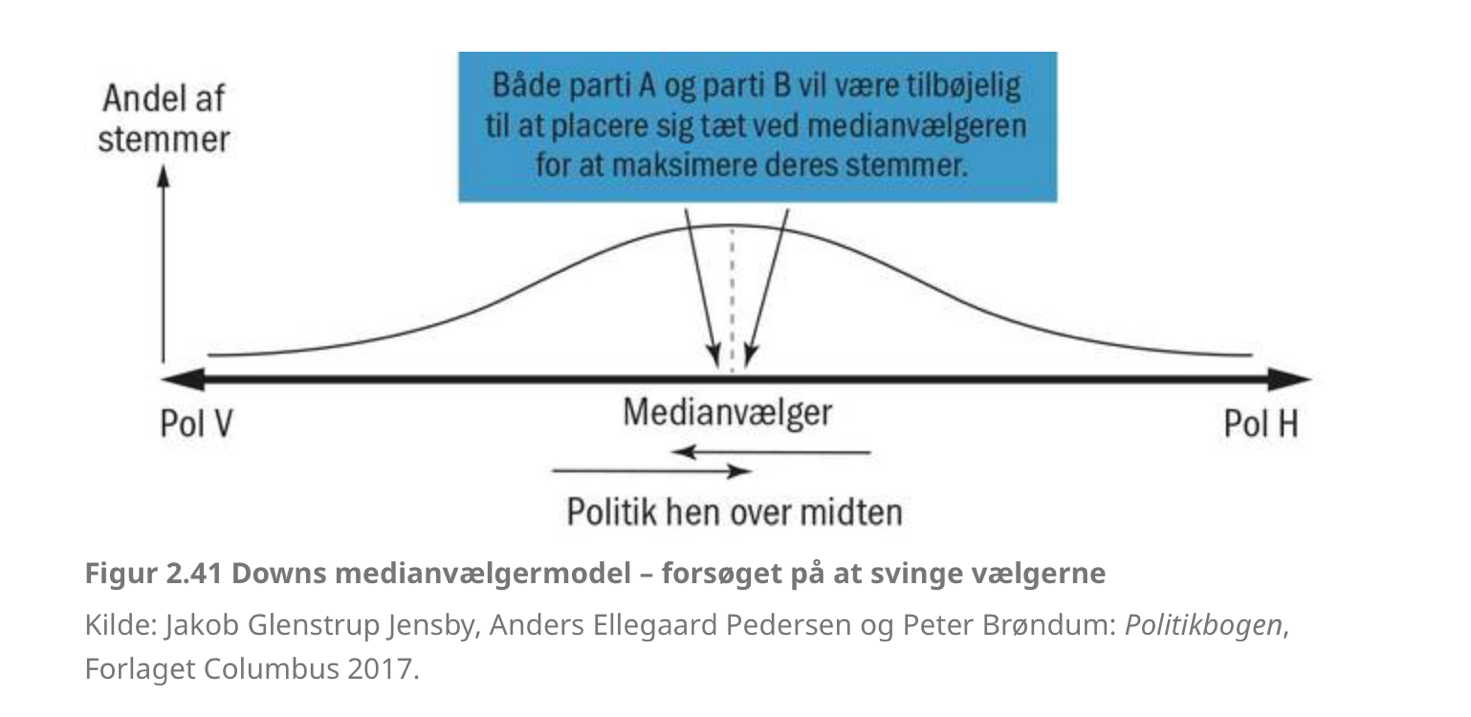 Andel af
stemmer
Både parti A og parti B vil være tilbøjelig
til at placere sig tæt ved medianvælgeren
for at maksimere deres stemmer.
Pol V
Medianvælger
Pol H
Politik hen over midten
Figur 2.41 Downs medianvælgermodel – forsøget på at svinge vælgerne
Kilde: Jakob Glenstrup Jensby, Anders Ellegaard Pedersen og Peter Brøndum: Politikbogen,
Forlaget Columbus 2017.